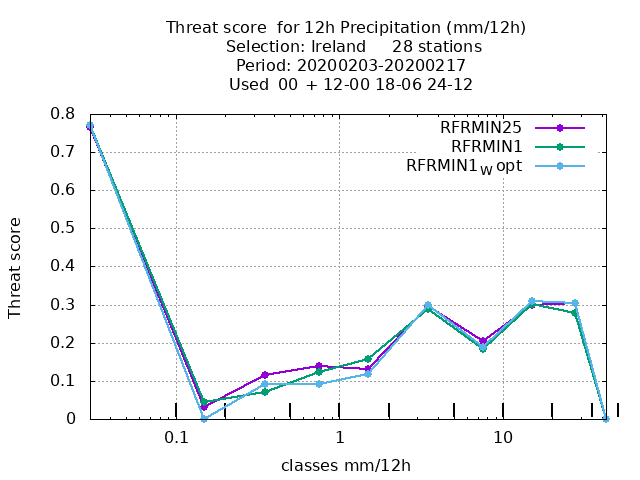 Threat score  for 12h Precipitation (mm/12h)
Selection: Ireland     28 stations
Period: 20200203-20200217
Used  00 + 12-00 18-06 24-12
RFRMIN25
RFRMIN1
RFRMIN1W opt
0.8
0.7
0.6
0.5
0.4
0.3
0.2
0.1
0
Threat score
0.1 1 10
classes mm/12h